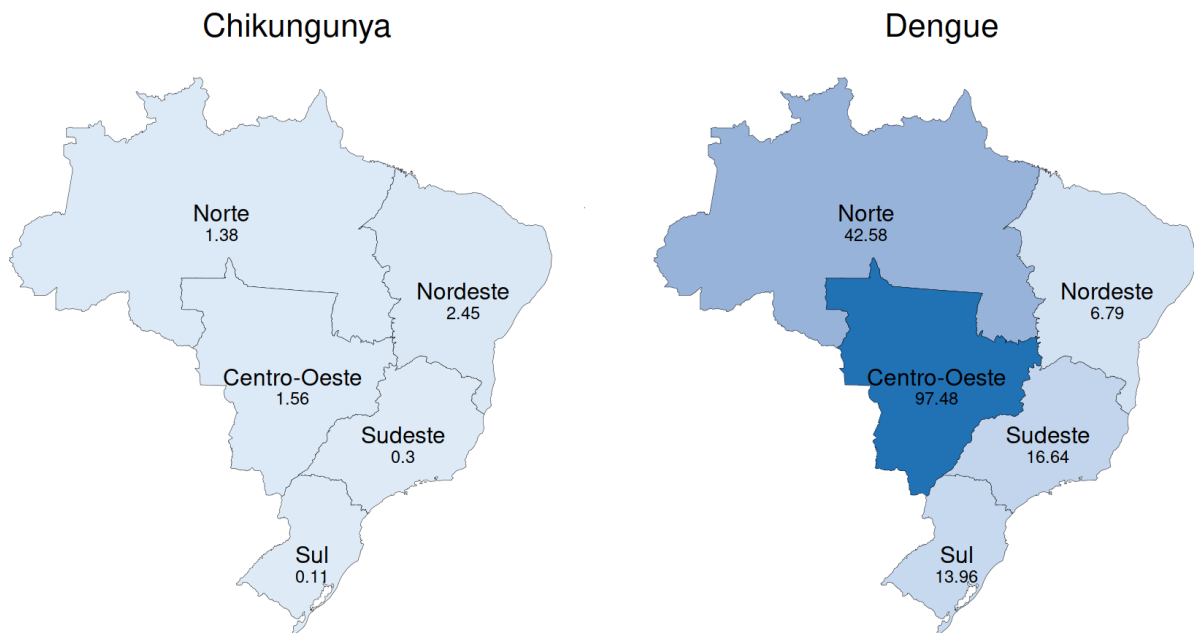 Chikungunya
Norte
1.38
Nordeste
2.45
Centro-Oeste
1.56
Sudeste
0.3
Sul
0.11
Dengue
Norte
42.58
Nordeste
6.79
Centro-Oeste
97.48
Sudeste
16.64
Sul
13.96